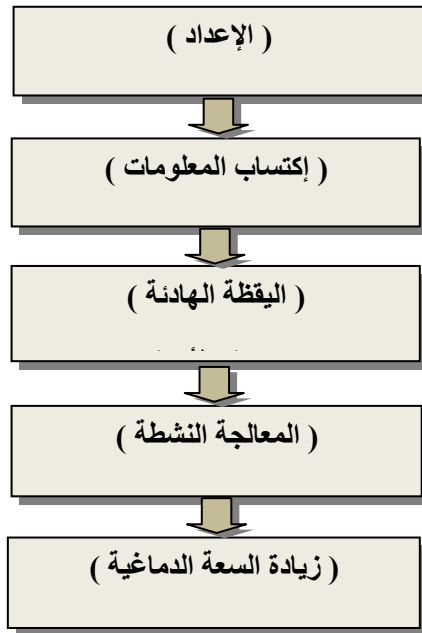 ( الإعداد )
( إكتساب المعلومات )
( اليقظة الهادئة )
( المعالجة النشطة )
( زيادة السعة الدماغية )